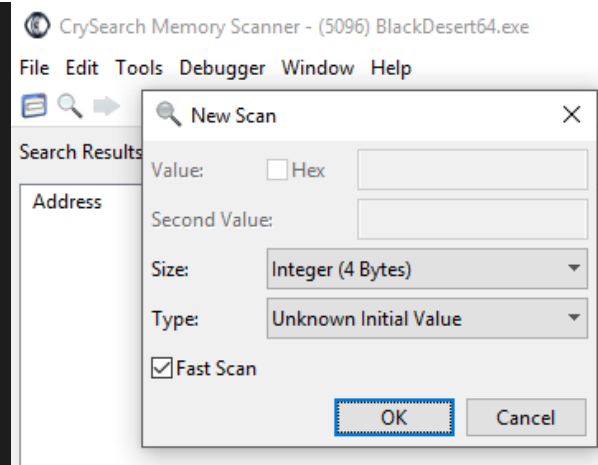 CrySearch Memory Scanner - (5096) BlackDesert64.exe
File Edit Tools Debugger Window Help
New Scan
Search Results
Address
Value: Hex
Second Value:
Size: Integer (4 Bytes)
Type: Unknown Initial Value
Fast Scan
OK Cancel